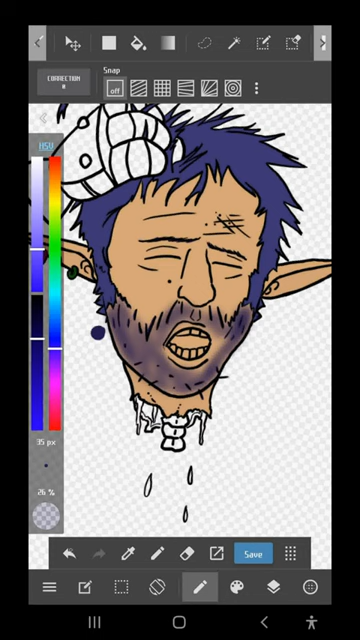 Snap
CORRECTION
off
HSV
35 px
26 %
Save